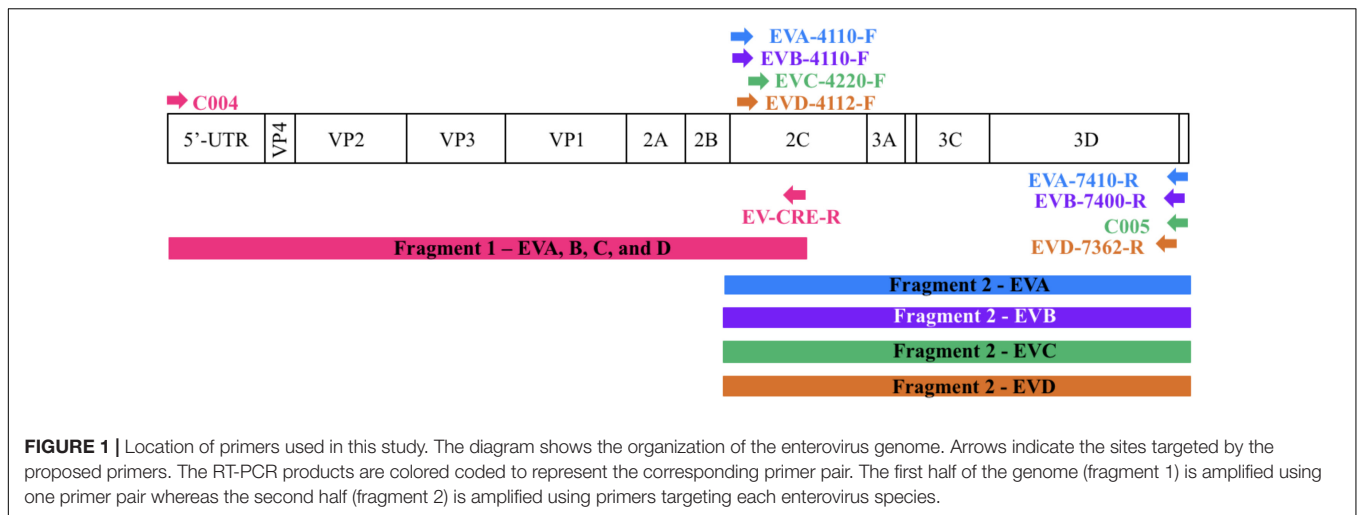 EVA-4110-F
EVB-4110-F
EVC-4220-F
C004
EVD-4112-F
5’-UTR VP4 VP2 VP3 VP1 2A 2B 2C 3A 3C 3D
EVA-7410-R
EVB-7400-R
EV-CRE-R
C005
EVD-7362-R
Fragment 1 – EVA, B, C, and D
Fragment 2 - EVA
Fragment 2 - EVB
Fragment 2 - EVC
Fragment 2 - EVD
FIGURE 1 | Location of primers used in this study. The diagram shows the organization of the enterovirus genome. Arrows indicate the sites targeted by the
proposed primers. The RT-PCR products are colored coded to represent the corresponding primer pair. The first half of the genome (fragment 1) is amplified using
one primer pair whereas the second half (fragment 2) is amplified using primers targeting each enterovirus species.